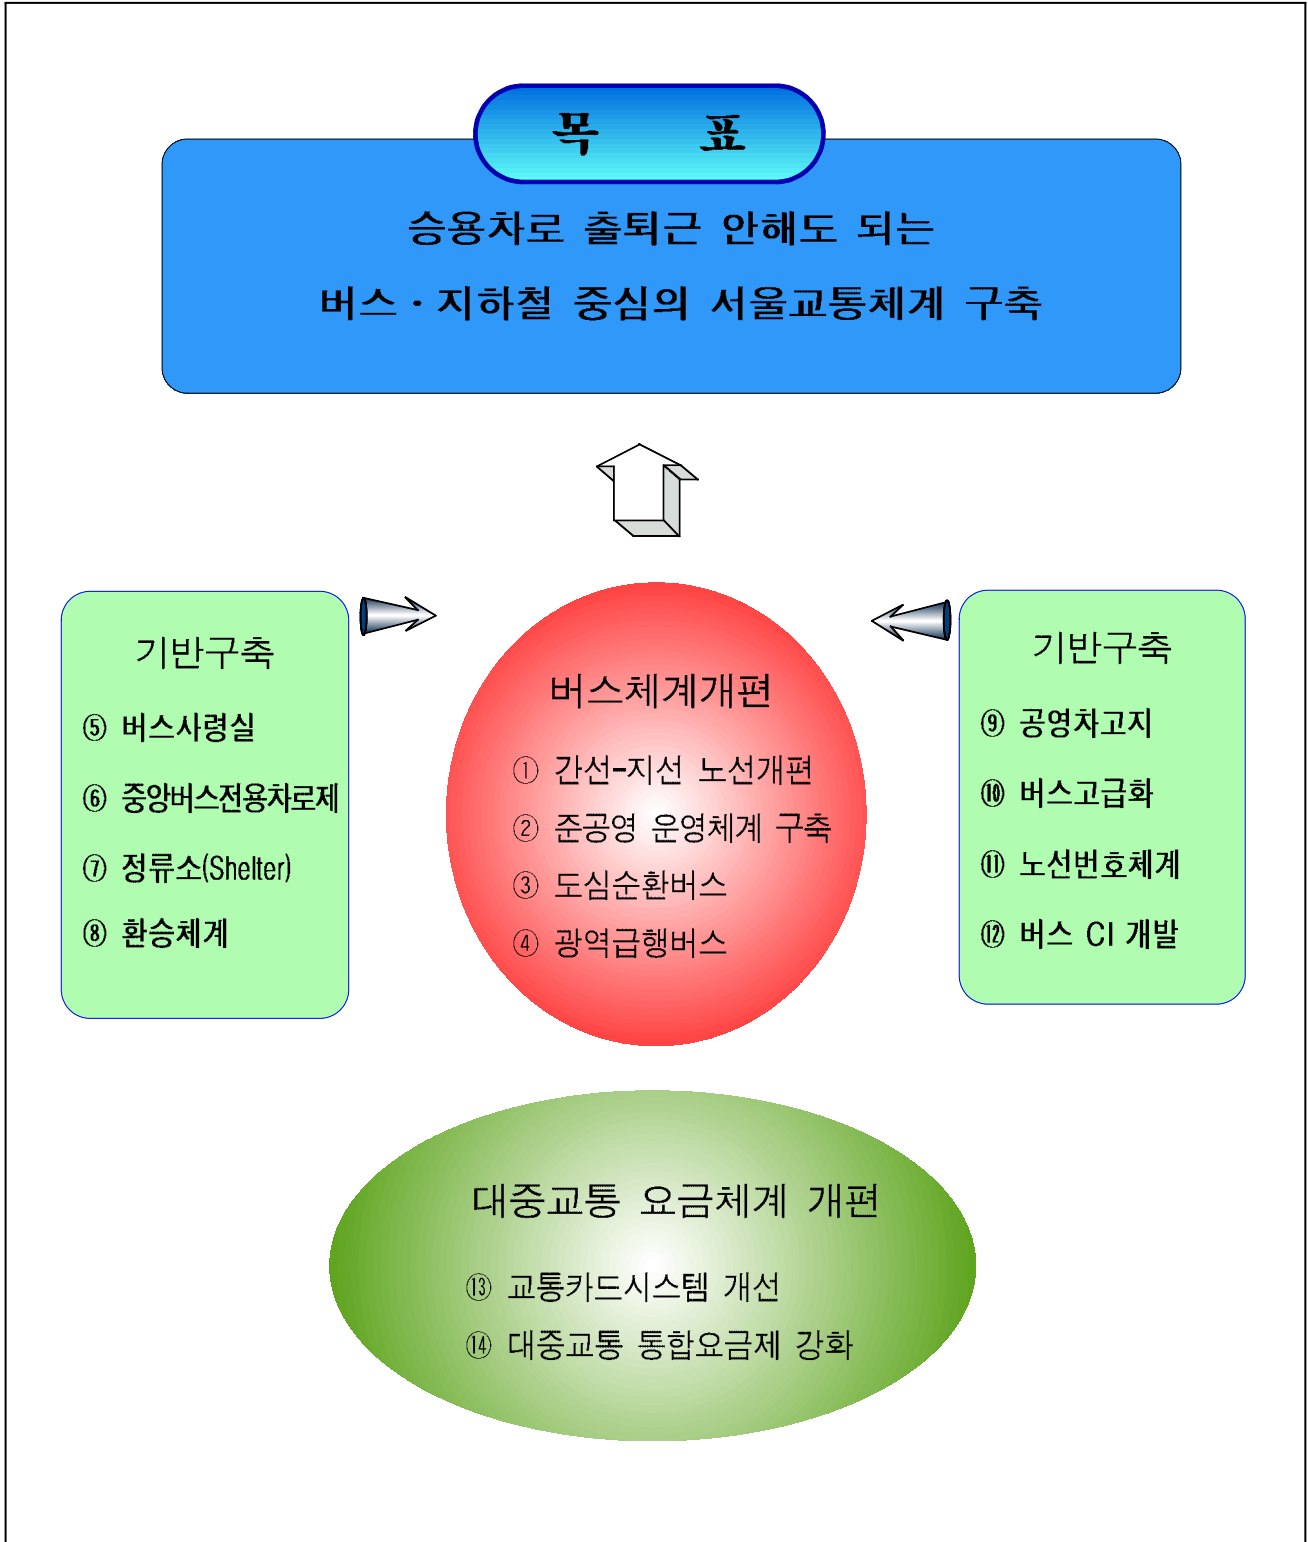 목 표
승용차로 출퇴근 안해도 되는
버스·지하철 중심의 서울교통체계 구축
기반구축
⑤ 버스사령실
⑥ 중앙버스전용차로제
⑦ 정류소(Shelter)
⑧ 환승체계
버스체계개편
① 간선-지선 노선개편
② 준공영 운영체계 구축
③ 도심순환버스
④ 광역급행버스
기반구축
⑨ 공영차고지
⑩ 버스고급화
⑪ 노선번호체계
⑫ 버스 CI 개발
대중교통 요금체계 개편
⑬ 교통카드시스템 개선
⑭ 대중교통 통합요금제 강화